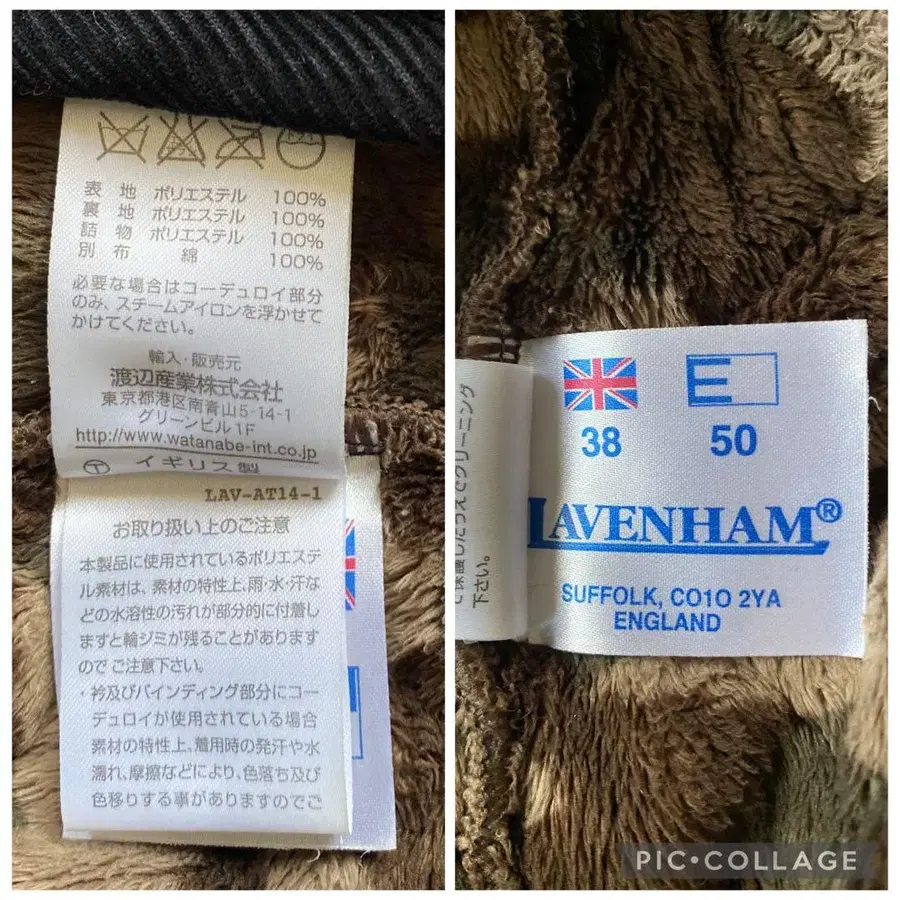 表地 ポリエステル 100%
裏地 ポリエステル 100%
詰物 ポリエステル 100%
別布 綿 100%
必要な場合はコーデュロイ部分
のみ、スチームアイロンを浮かせて
かけてください。
輸入・販売元
渡辺産業株式会社
東京都港区南青山5-14-1
グリーンビル1F
http://www.watanabe-int.co.jp
イギリス製
LAV-AT14-1
お取り扱い上のご注意
本製品に使用されているポリエステ
ル素材は、素材の特性上、雨・水・汗な
どの水溶性の汚れが部分的に付着し
ますと輪ジミが残ることがあります
のでご注意下さい。
・衿及びバインディング部分にコー
デュロイが使用されている場合
素材の特性上、着用時の発汗や水
濡れ、摩擦などにより、色落ち及び
色移りする事がありますのでご
38
E
50
LAVENHAM®
SUFFOLK, CO10 2YA
ENGLAND
保護したうえでクリーニング
下さい。
PIC•COLLAGE